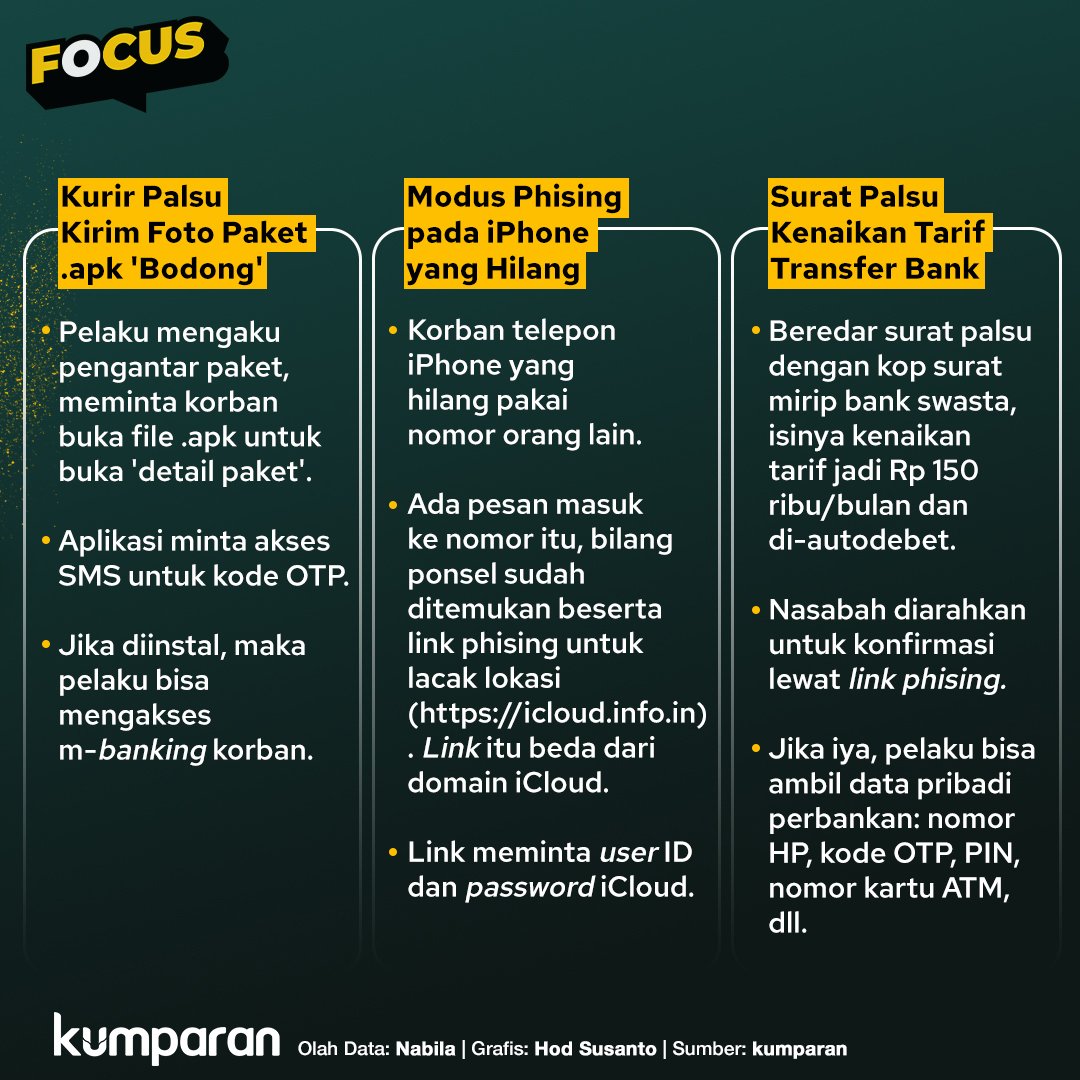 FOCUS
Kurir Palsu
Kirim Foto Paket
.apk 'Bodong'
• Pelaku mengaku
pengantar paket,
meminta korban
buka file .apk untuk
buka 'detail paket'.
• Aplikasi minta akses
SMS untuk kode OTP.
• Jika diinstal, maka
pelaku bisa
mengakses
m-banking korban.
Modus Phising
pada iPhone
yang Hilang
• Korban telepon
iPhone yang
hilang pakai
nomor orang lain.
• Ada pesan masuk
ke nomor itu, bilang
ponsel sudah
ditemukan beserta
link phising untuk
lacak lokasi
(https://icloud.info.in)
. Link itu beda dari
domain iCloud.
• Link meminta user ID
dan password iCloud.
Surat Palsu
Kenaikan Tarif
Transfer Bank
• Beredar surat palsu
dengan kop surat
mirip bank swasta,
isinya kenaikan
tarif jadi Rp 150
ribu/bulan dan
di-autodebet.
• Nasabah diarahkan
untuk konfirmasi
lewat link phising.
• Jika iya, pelaku bisa
ambil data pribadi
perbankan: nomor
HP, kode OTP, PIN,
nomor kartu ATM,
dll.
kumparan
Olah Data: Nabila | Grafis: Hod Susanto | Sumber: kumparan